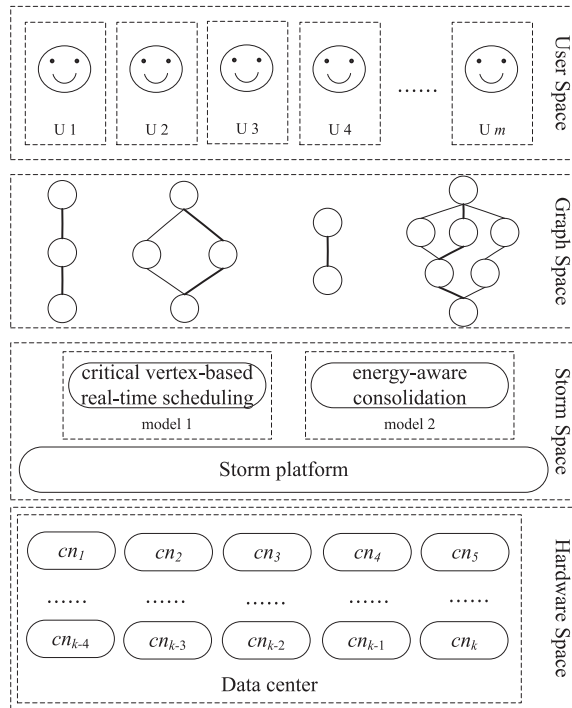 U 1
U 2
U 3
U 4
......
U m
User Space
Graph Space
critical vertex-based
real-time scheduling
model 1
energy-aware
consolidation
model 2
Storm platform
Storm Space
cn1
cn2
cn3
cn4
cn5
......
......
......
......
......
cnk-4
cnk-3
cnk-2
cnk-1
cnk
Data center
Hardware Space